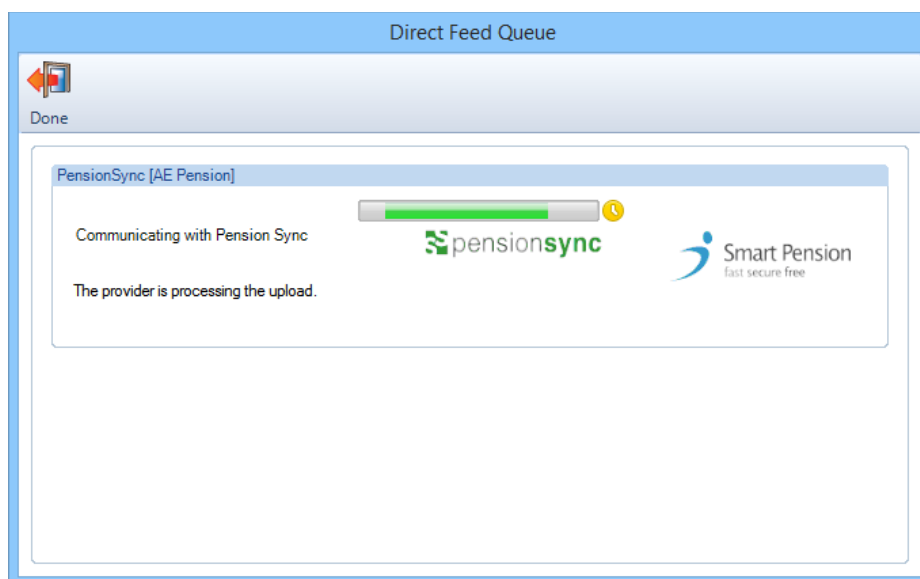 Direct Feed Queue
Done
PensionSync [AE Pension]
Communicating with Pension Sync
pensionsync
Smart Pension
fast secure free
The provider is processing the upload.